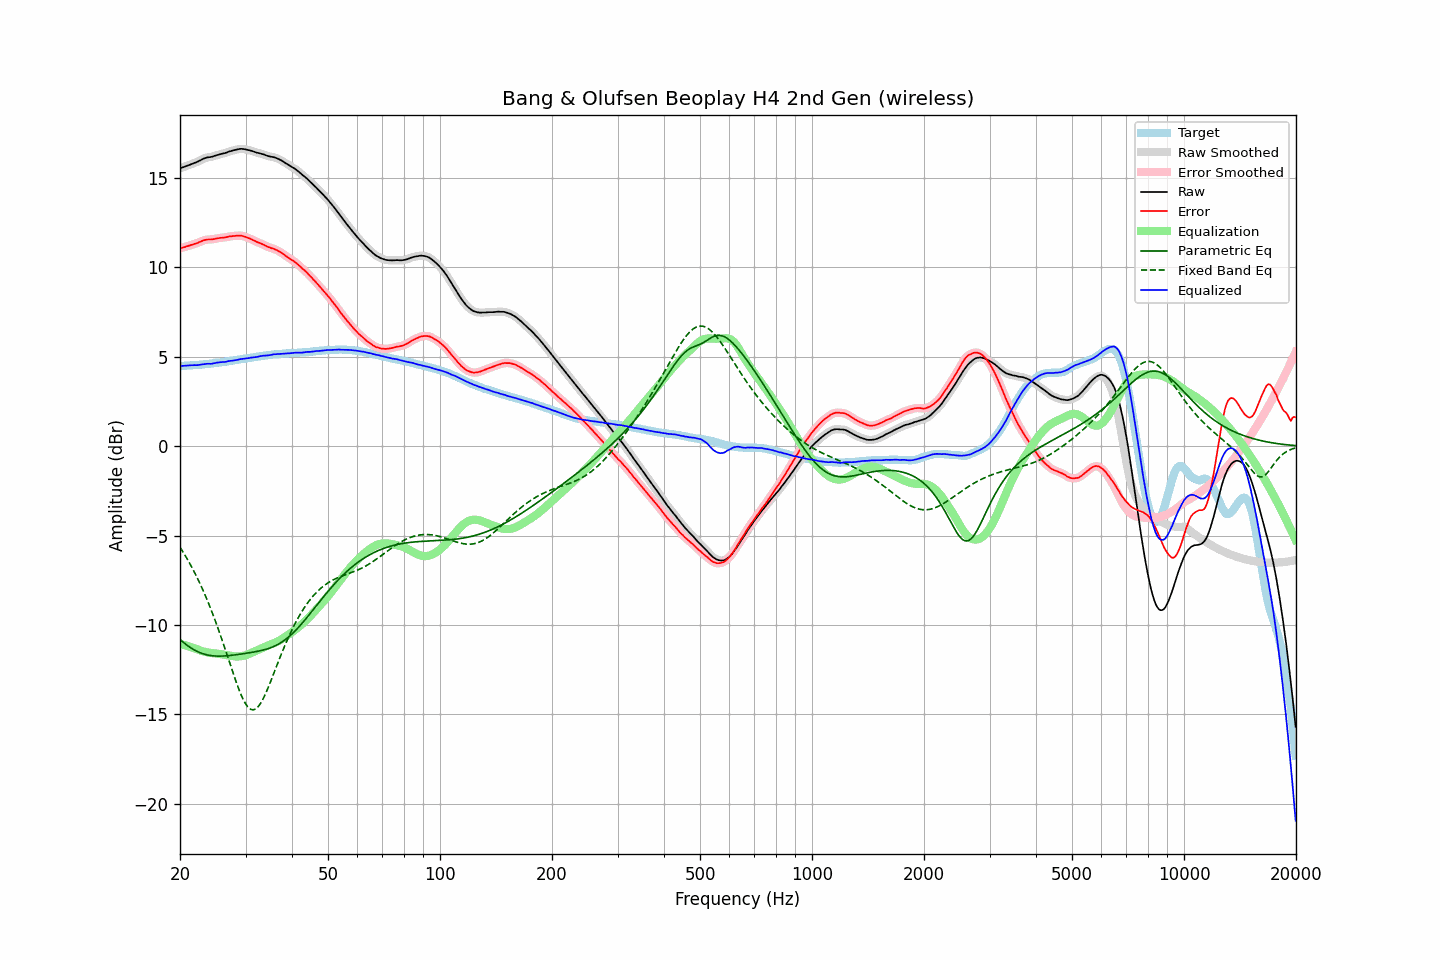 Bang & Olufsen Beoplay H4 2nd Gen (wireless)
Target
Raw Smoothed
Error Smoothed
Raw
Error
Equalization
Parametric Eq
Fixed Band Eq
Equalized
Amplitude (dBr)
15
10
5
0
−5
−10
−15
−20
20 50 100 200 500 1000 2000 5000 10000 20000
Frequency (Hz)